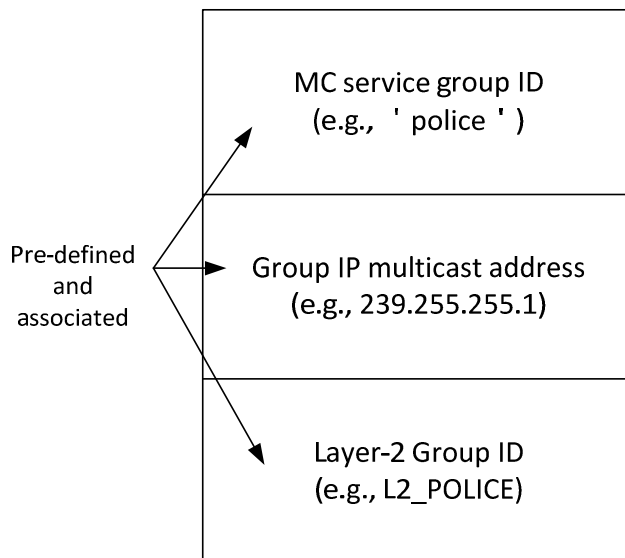 MC service group ID
(e.g., ' police ' )
Pre-defined
and
associated
Group IP multicast address
(e.g., 239.255.255.1)
Layer-2 Group ID
(e.g., L2_POLICE)